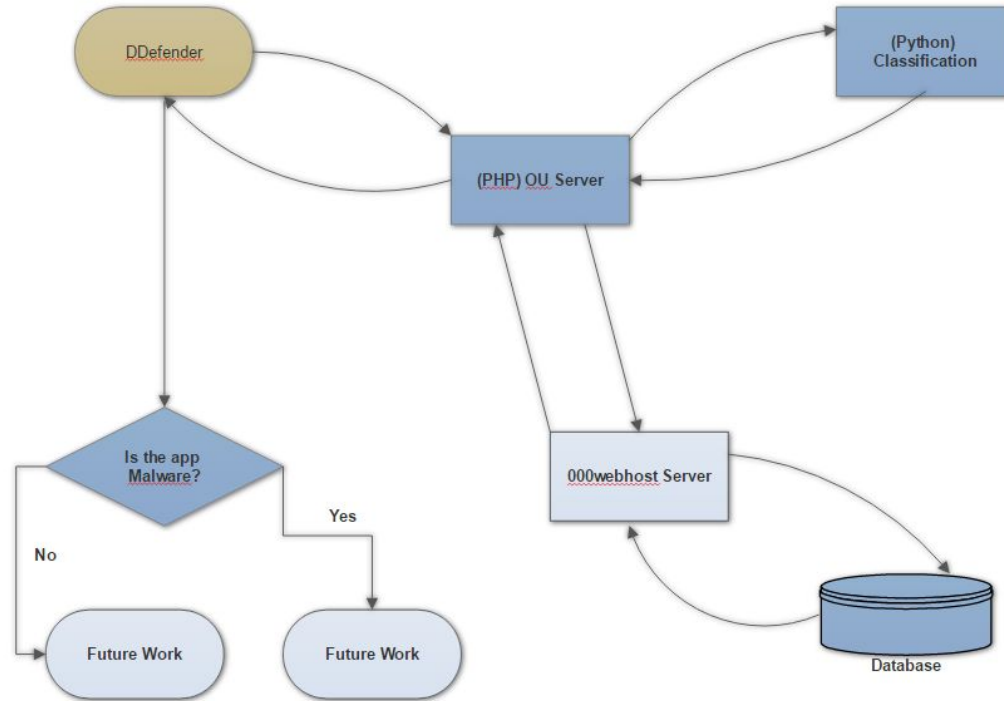 DDefender
(Python)
Classification
(PHP) OU Server
Is the app
Malware?
000webhost Server
Yes
No
Future Work
Future Work
Database